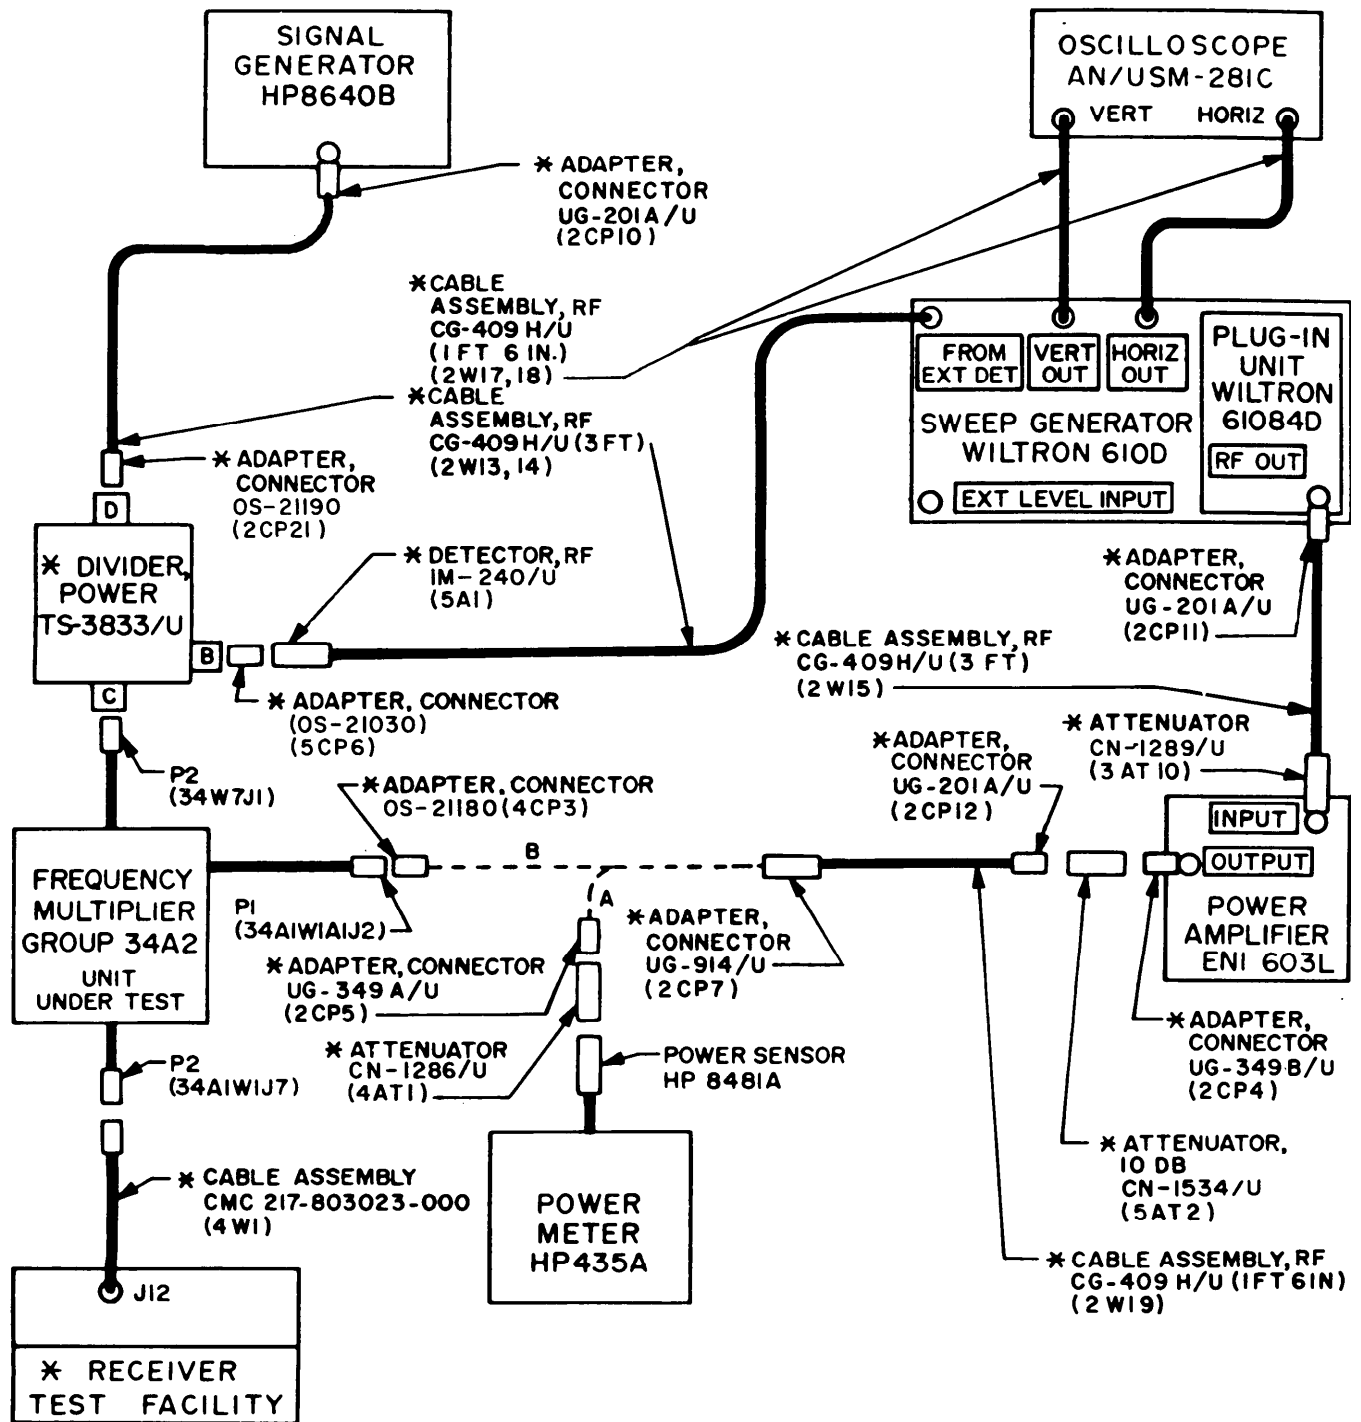 SIGNAL
GENERATOR
HP8640B
OSCILLOSCOPE
AN/USM-281C
VERT
HORIZ
* ADAPTER,
CONNECTOR
UG-201A/U
(2CP10)
* CABLE
ASSEMBLY, RF
CG-409 H/U
(1 FT 6 IN.)
(2W17, 18)
* CABLE
ASSEMBLY, RF
CG-409H/U (3 FT)
(2W13, 14)
FROM
EXT DET
VERT
OUT
HORIZ
OUT
PLUG-IN
UNIT
WILTRON
61084D
RF OUT
SWEEP GENERATOR
WILTRON 610D
EXT LEVEL INPUT
* ADAPTER,
CONNECTOR
OS-21190
(2CP21)
D
* DIVIDER,
POWER
TS-3833/U
B
C
* DETECTOR, RF
IM-240/U
(5A1)
* ADAPTER,
CONNECTOR
UG-201A/U
(2CP11)
* CABLE ASSEMBLY, RF
CG-409H/U (3 FT)
(2W15)
* ADAPTER, CONNECTOR
(OS-21030)
(5CP6)
* ATTENUATOR
CN-1289/U
(3AT10)
* ADAPTER,
CONNECTOR
UG-201A/U
(2CP12)
P2
(34W7J1)
* ADAPTER, CONNECTOR
OS-21180 (4CP3)
INPUT
OUTPUT
POWER
AMPLIFIER
ENI 603L
B
A
FREQUENCY
MULTIPLIER
GROUP 34A2
UNIT
UNDER TEST
P1
(34A1W1A1J2)
* ADAPTER,
CONNECTOR
UG-914/U
(2CP7)
* ADAPTER, CONNECTOR
UG-349A/U
(2CP5)
* ATTENUATOR
CN-1286/U
(4AT1)
POWER SENSOR
HP 8481A
* ADAPTER,
CONNECTOR
UG-349B/U
(2CP4)
P2
(34A1W1J7)
* ATTENUATOR,
10 DB
CN-1534/U
(5AT2)
* CABLE ASSEMBLY
CMC 217-803023-000
(4W1)
POWER
METER
HP435A
* CABLE ASSEMBLY, RF
CG-409 H/U (1FT 6IN)
(2W19)
J12
* RECEIVER
TEST FACILITY